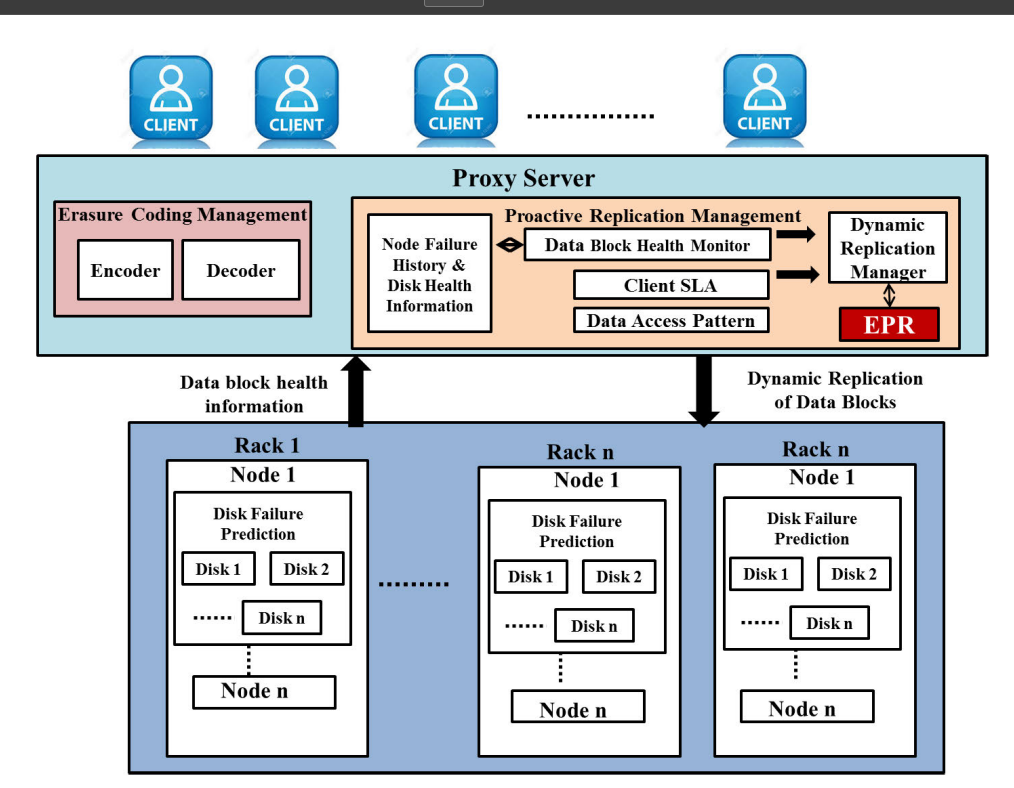 CLIENT
CLIENT
CLIENT
CLIENT
Proxy Server
Erasure Coding Management
Encoder
Decoder
Proactive Replication Management
Node Failure
History &
Disk Health
Information
Data Block Health Monitor
Client SLA
Data Access Pattern
Dynamic
Replication
Manager
EPR
Data block health
information
Dynamic Replication
of Data Blocks
Rack 1
Node 1
Disk Failure
Prediction
Disk 1
Disk 2
Disk n
Node n
Rack n
Node 1
Disk Failure
Prediction
Disk 1
Disk 2
Disk n
Node n
Rack n
Node 1
Disk Failure
Prediction
Disk 1
Disk 2
Disk n
Node n